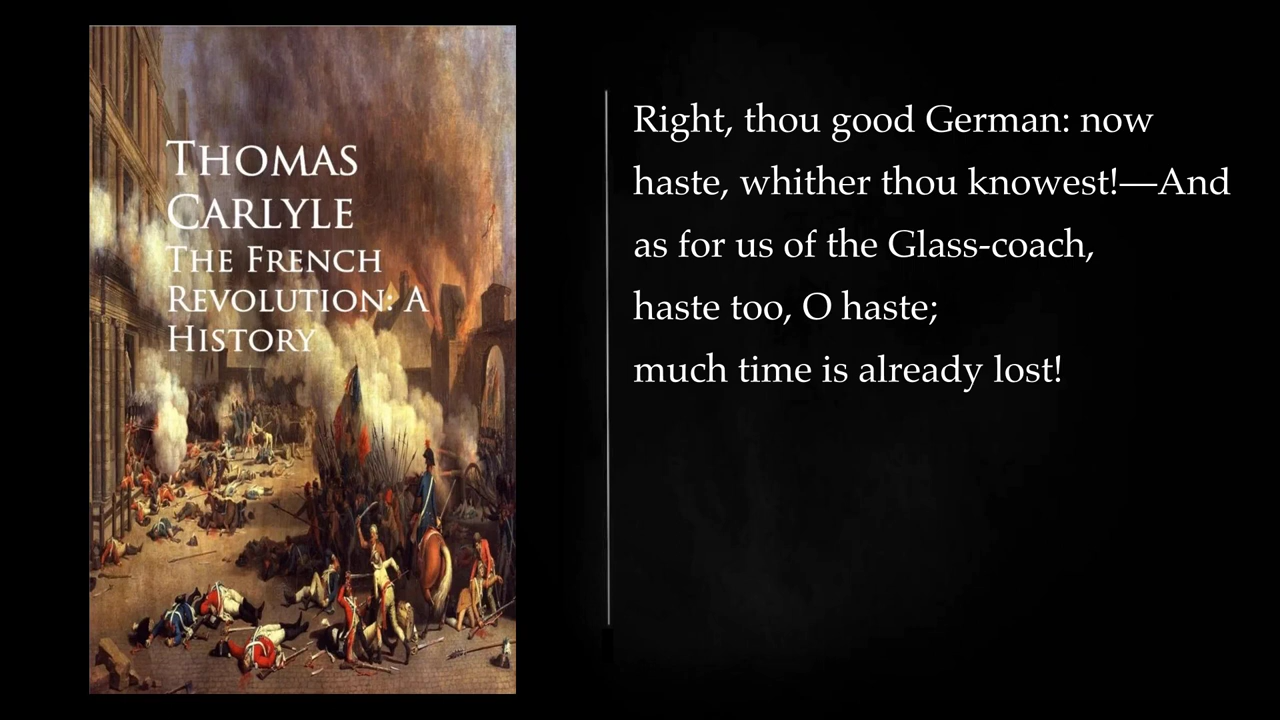 THOMAS
CARLYLE
THE FRENCH
REVOLUTION: A
HISTORY
Right, thou good German: now
haste, whither thou knowest!—And
as for us of the Glass-coach,
haste too, O haste;
much time is already lost!